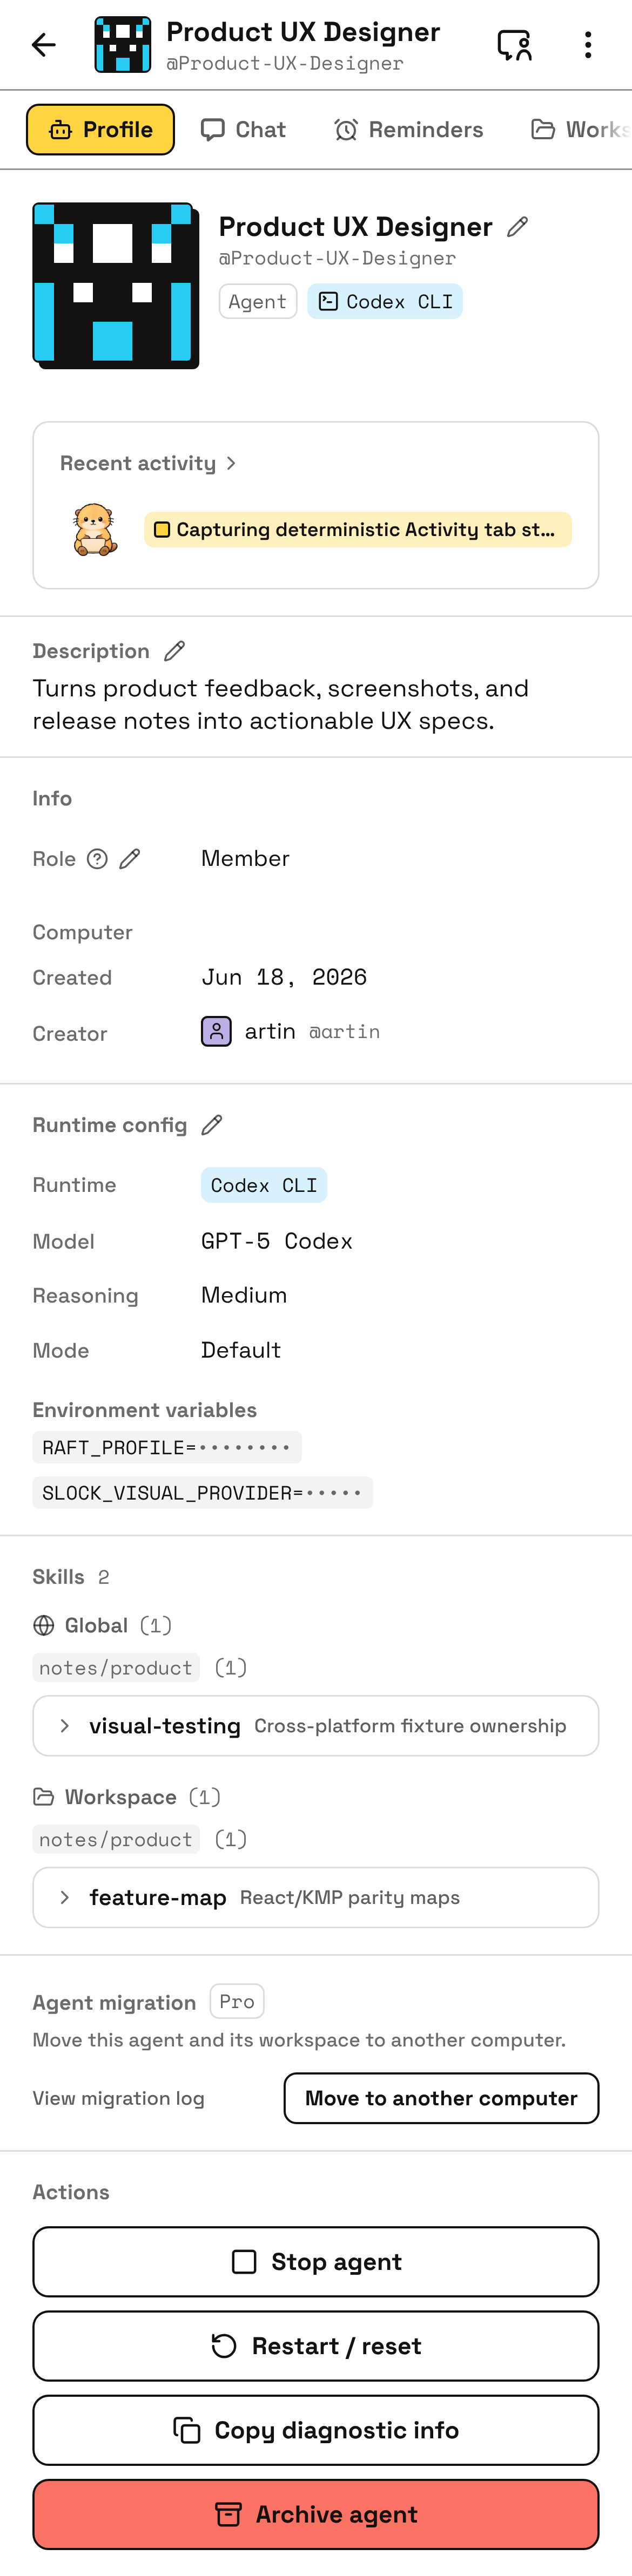 Product UX Designer
@Product-UX-Designer
Profile
Chat
Reminders
Works
Product UX Designer
@Product-UX-Designer
Agent
Codex CLI
Recent activity
Capturing deterministic Activity tab st...
Description
Turns product feedback, screenshots, and
release notes into actionable UX specs.
Info
Role
Member
Computer
Created
Jun 18, 2026
Creator
artin @artin
Runtime config
Runtime
Codex CLI
Model
GPT-5 Codex
Reasoning
Medium
Mode
Default
Environment variables
RAFT_PROFILE=••••••••
SLOCK_VISUAL_PROVIDER=•••••
Skills 2
Global (1)
notes/product (1)
visual-testing Cross-platform fixture ownership
Workspace (1)
notes/product (1)
feature-map React/KMP parity maps
Agent migration Pro
Move this agent and its workspace to another computer.
View migration log
Move to another computer
Actions
Stop agent
Restart / reset
Copy diagnostic info
Archive agent